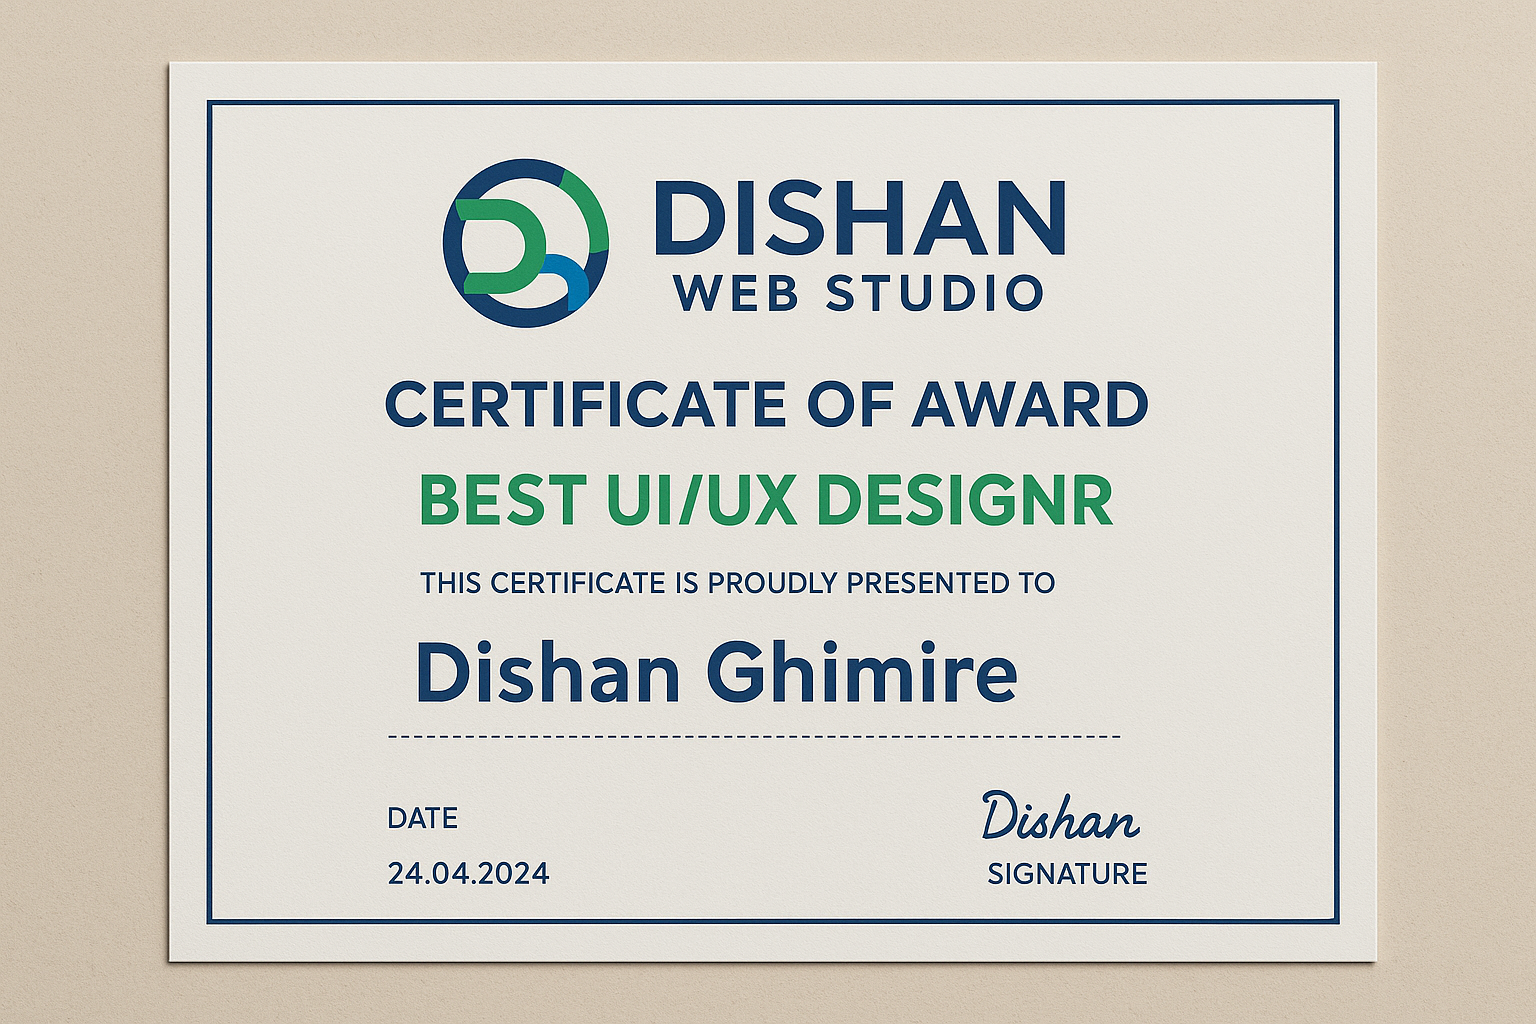 DISHAN
WEB STUDIO
CERTIFICATE OF AWARD
BEST UI/UX DESIGNR
THIS CERTIFICATE IS PROUDLY PRESENTED TO
Dishan Ghimire
DATE
24.04.2024
Dishan
SIGNATURE